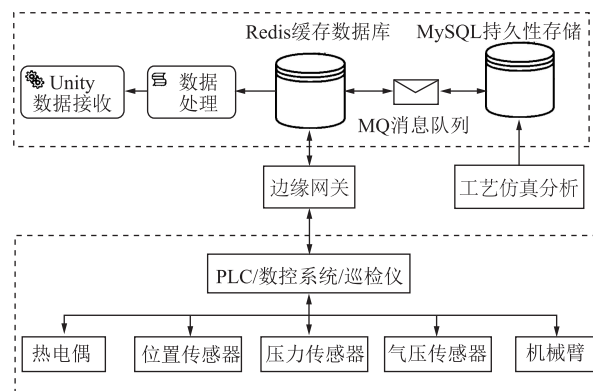 Redis缓存数据库
MySQL持久性存储
Unity
数据接收
数据
处理
MQ消息队列
边缘网关
工艺仿真分析
PLC/数控系统/巡检仪
热电偶
位置传感器
压力传感器
气压传感器
机械臂